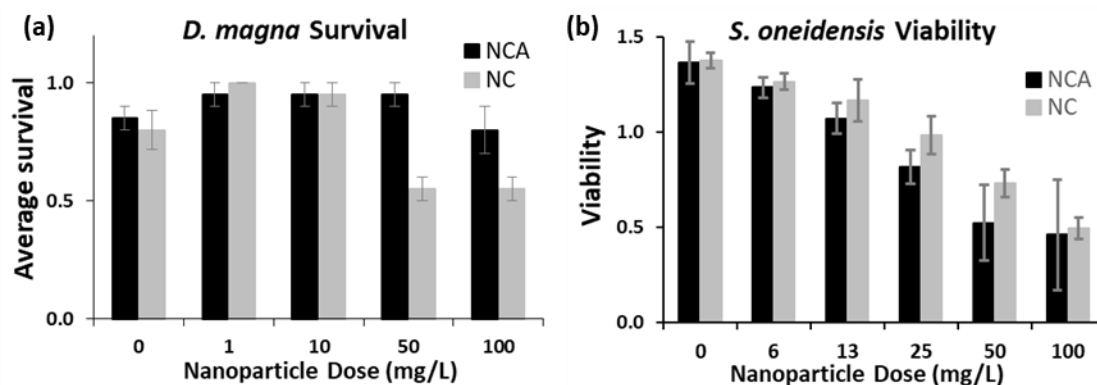 (a)
D. magna Survival
NCA
NC
Average survival
1.0
0.5
0.0
0 1 10 50 100
Nanoparticle Dose (mg/L)
(b)
S. oneidensis Viability
NCA
NC
Viability
1.5
1.0
0.5
0.0
0 6 13 25 50 100
Nanoparticle Dose (mg/L)